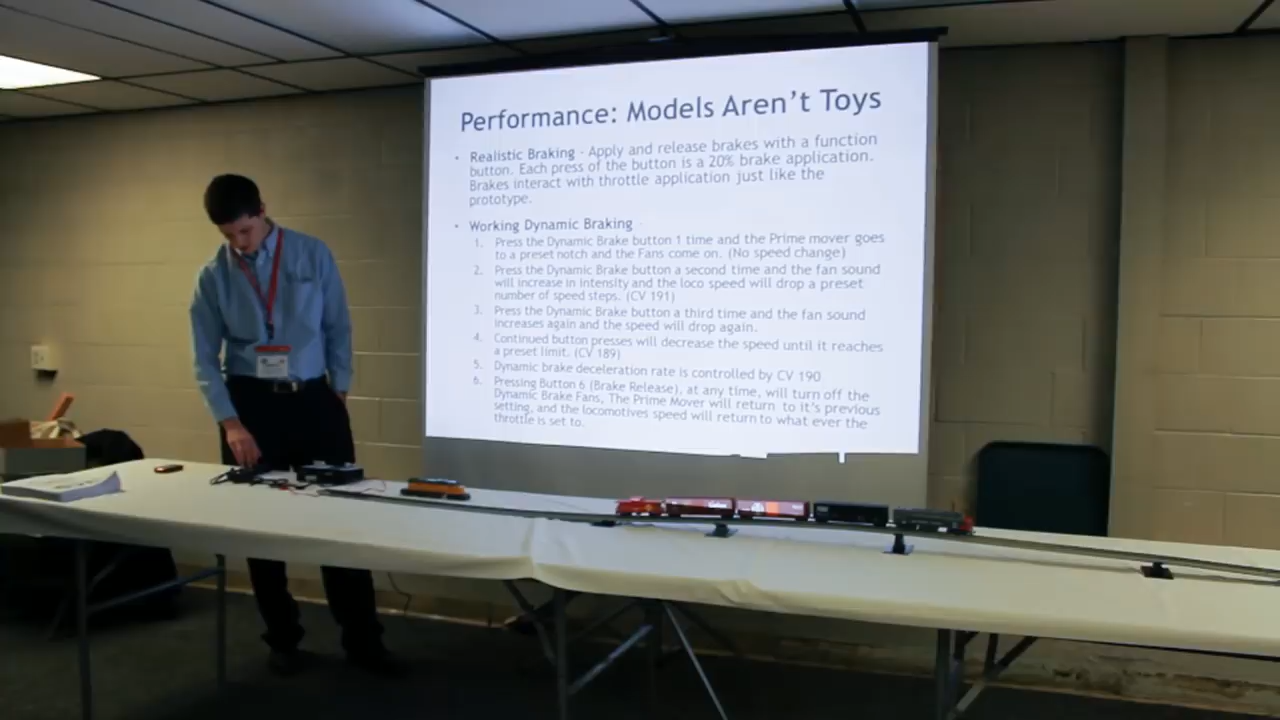 Performance: Models Aren't Toys
• Realistic Braking - Apply and release brakes with a function
button. Each press of the button is a 20% brake application.
Brakes interact with throttle application just like the
prototype.
• Working Dynamic Braking
1. Press the Dynamic Brake button 1 time and the Prime mover goes
to a preset notch and the Fans come on. (No speed change)
2. Press the Dynamic Brake button a second time and the fan sound
will increase in intensity and the loco speed will drop a preset
number of speed steps. (CV 191)
3. Press the Dynamic Brake button a third time and the fan sound
increases again and the speed will drop again.
4. Continued button presses will decrease the speed until it reaches
a preset limit. (CV 189)
5. Dynamic brake deceleration rate is controlled by CV 190
6. Pressing Button 6 (Brake Release), at any time, will turn off the
Dynamic Brake Fans, The Prime Mover will return to it's previous
setting, and the locomotives speed will return to what ever the
throttle is set to.